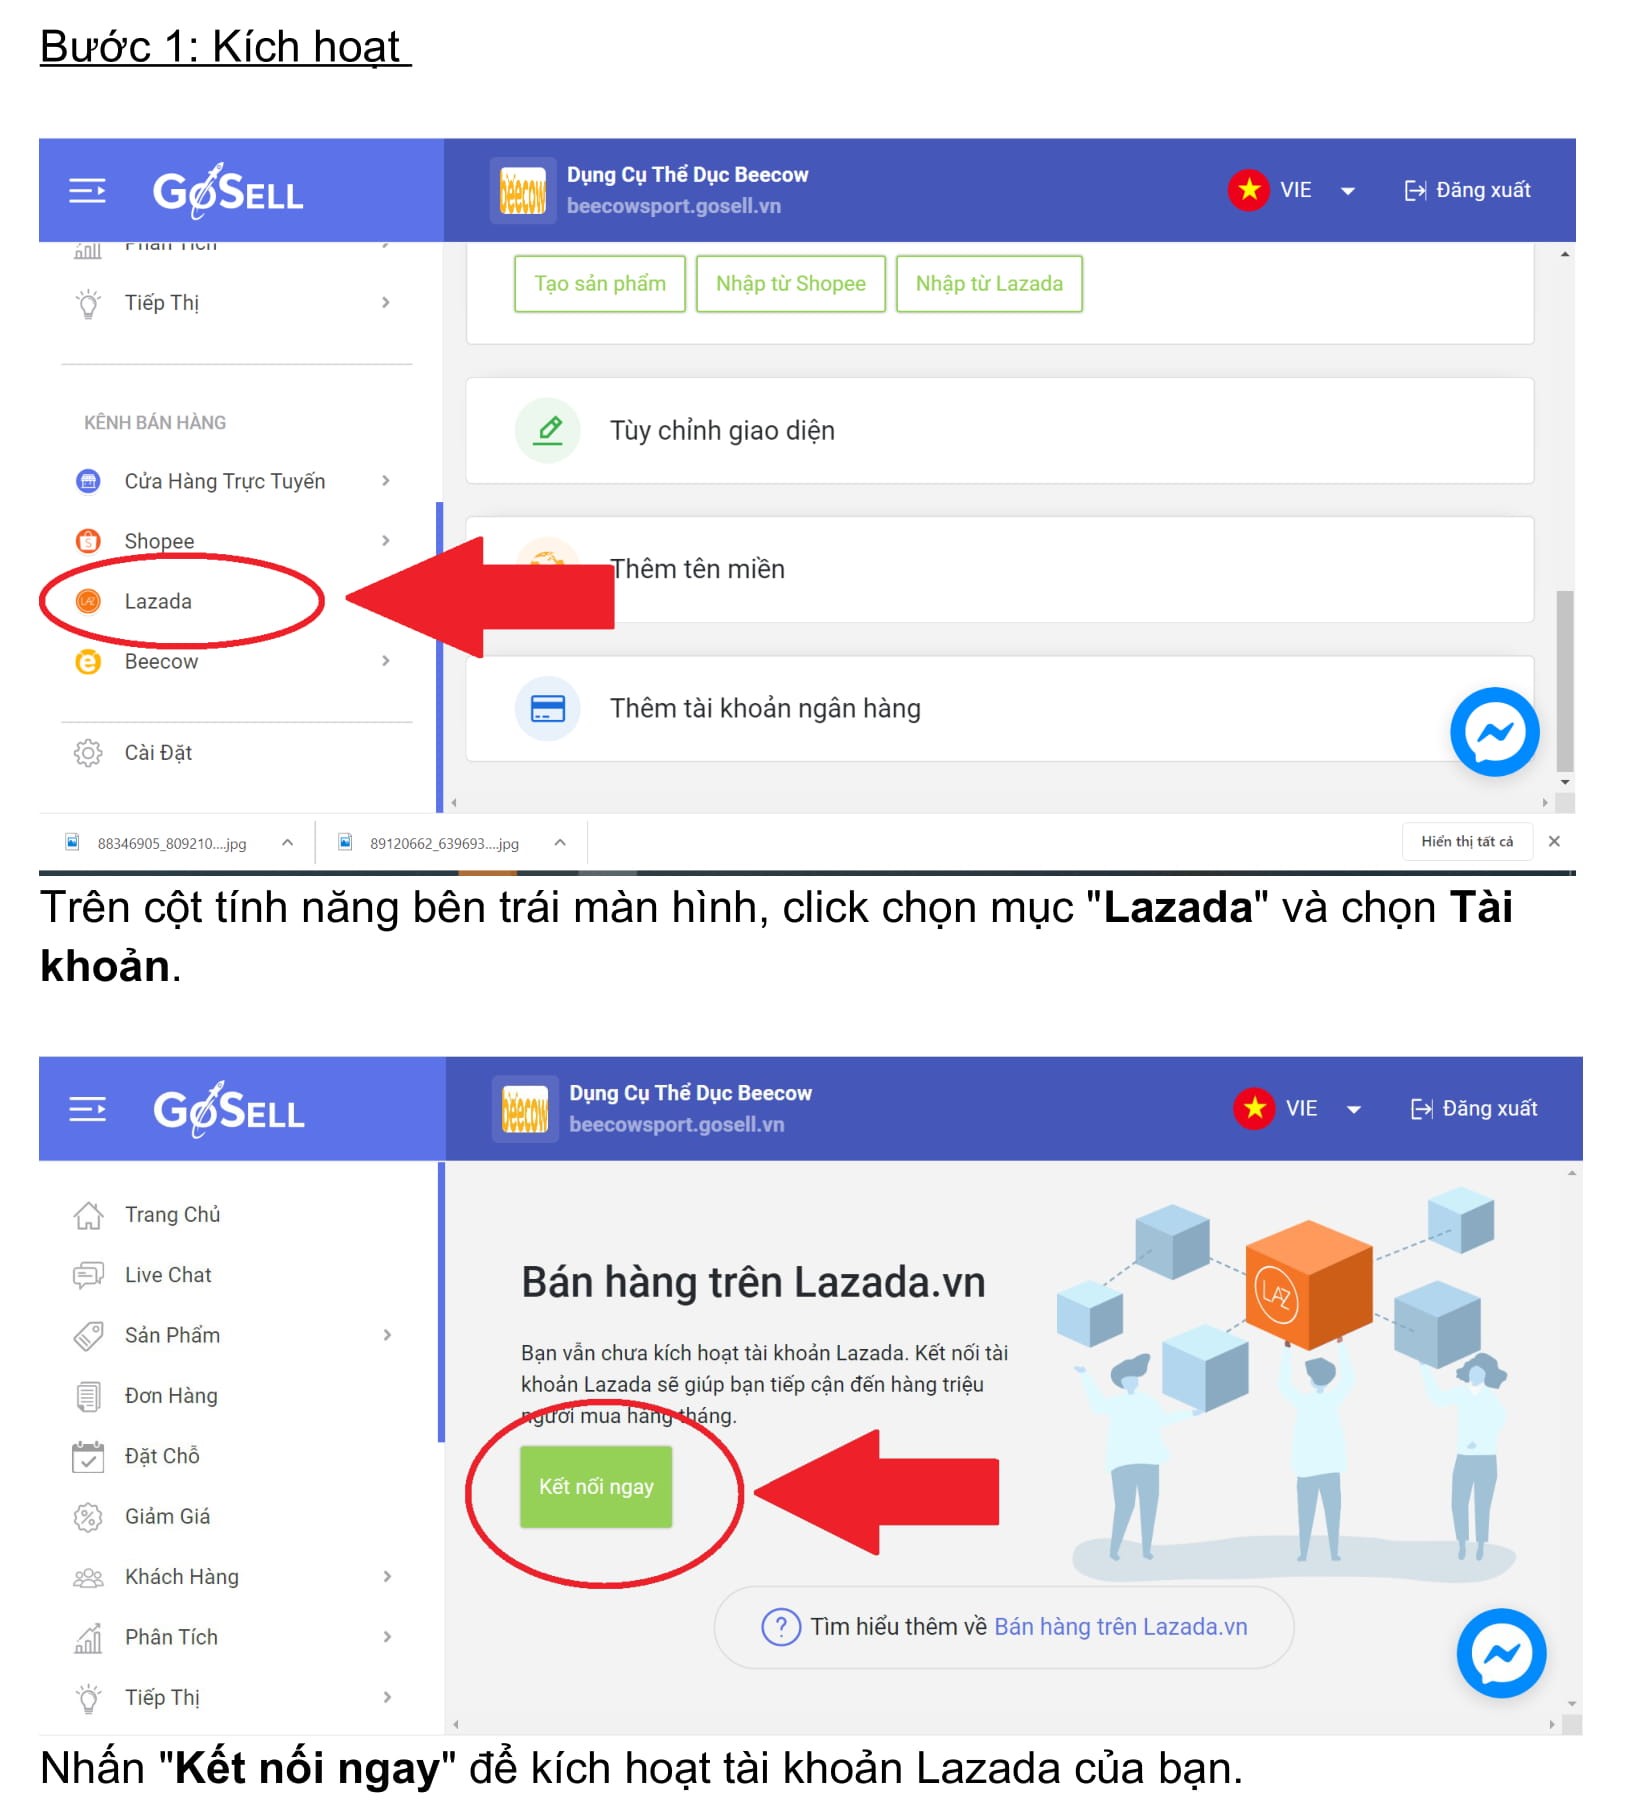 Bước 1: Kích hoạt
GoSELL
Dụng Cụ Thể Dục Beecow
beecowsport.gosell.vn
VIE
Đăng xuất
beecow
Phân Tích
Tiếp Thị
Tạo sản phẩm
Nhập từ Shopee
Nhập từ Lazada
KÊNH BÁN HÀNG
Tùy chỉnh giao diện
Cửa Hàng Trực Tuyến
Shopee
Thêm tên miền
LAZ
Lazada
Beecow
Thêm tài khoản ngân hàng
Cài Đặt
88346905_809210....jpg
89120662_639693....jpg
Hiển thị tất cả
Trên cột tính năng bên trái màn hình, click chọn mục "Lazada" và chọn Tài
khoản.
GoSELL
Dụng Cụ Thể Dục Beecow
beecowsport.gosell.vn
VIE
Đăng xuất
beecow
Trang Chủ
Live Chat
Sản Phẩm
Đơn Hàng
Đặt Chỗ
Giảm Giá
Khách Hàng
Phân Tích
Tiếp Thị
Bán hàng trên Lazada.vn
Bạn vẫn chưa kích hoạt tài khoản Lazada. Kết nối tài
khoản Lazada sẽ giúp bạn tiếp cận đến hàng triệu
người mua hàng tháng.
Kết nối ngay
LAZ
? Tìm hiểu thêm về Bán hàng trên Lazada.vn
Nhấn "Kết nối ngay" để kích hoạt tài khoản Lazada của bạn.